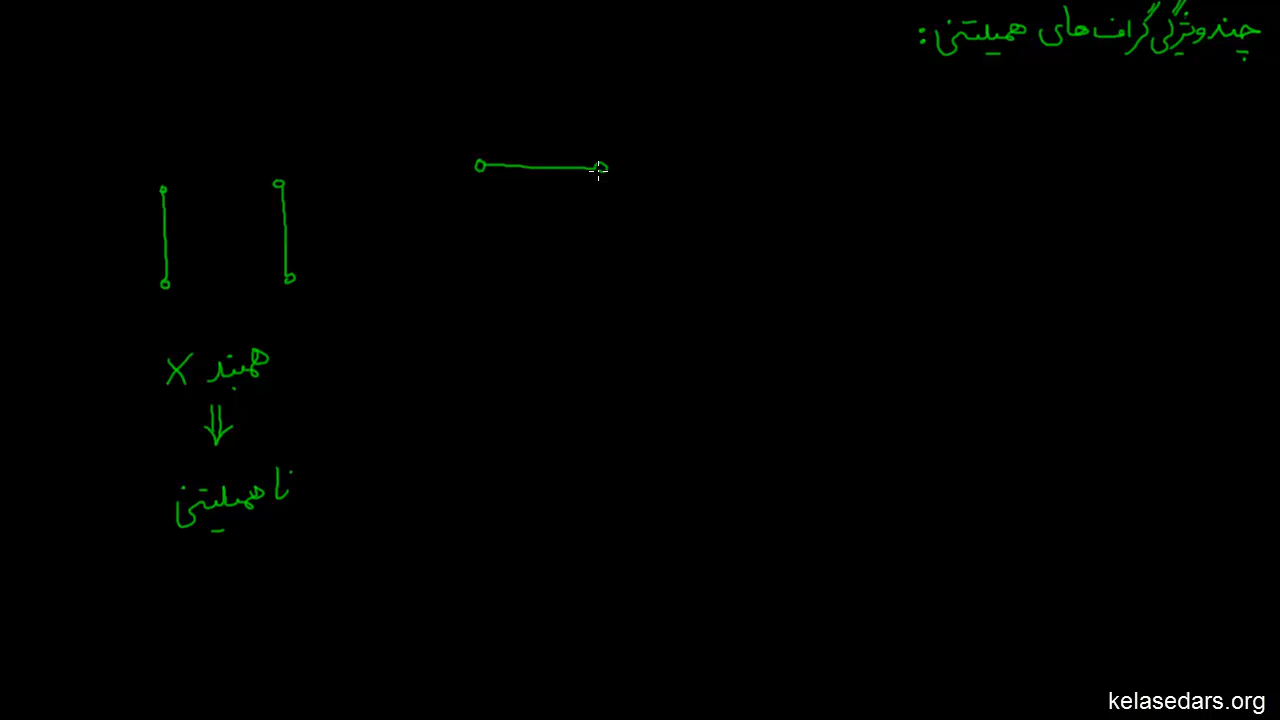 چند ویژگی گراف‌های همیلتنی :
همبند X
⇓
ناهمیلتنی
kelasedars.org